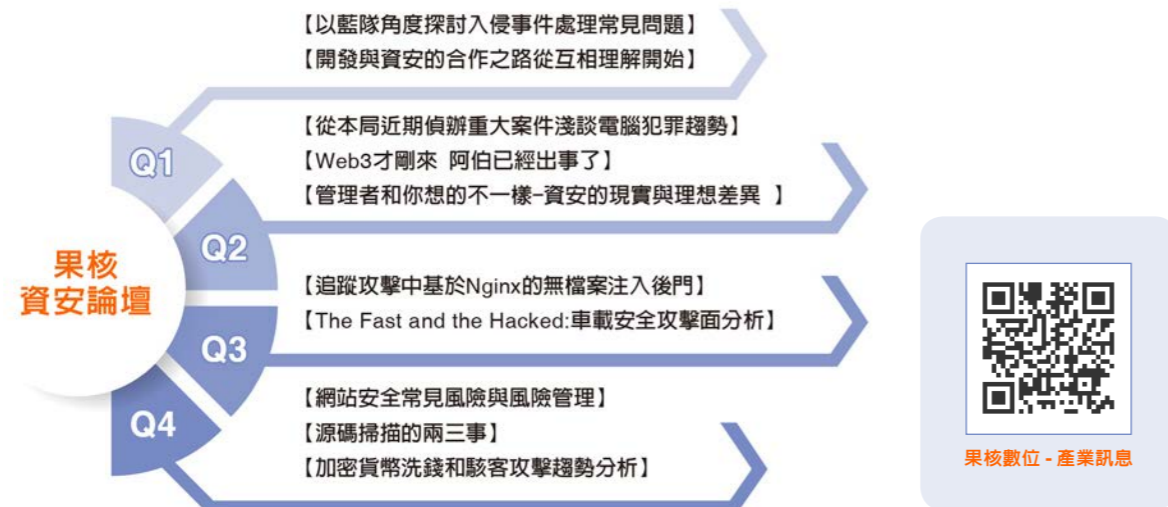 果核
資安論壇
Q1
【以藍隊角度探討入侵事件處理常見問題】
【開發與資安的合作之路從互相理解開始】
Q2
【從本局近期偵辦重大案件淺談電腦犯罪趨勢】
【Web3才剛來 阿伯已經出事了】
【管理者和你想的不一樣-資安的現實與理想差異 】
Q3
【追蹤攻擊中基於Nginx的無檔案注入後門】
【The Fast and the Hacked:車載安全攻擊面分析】
Q4
【網站安全常見風險與風險管理】
【源碼掃描的兩三事】
【加密貨幣洗錢和駭客攻擊趨勢分析】
果核數位 - 產業訊息